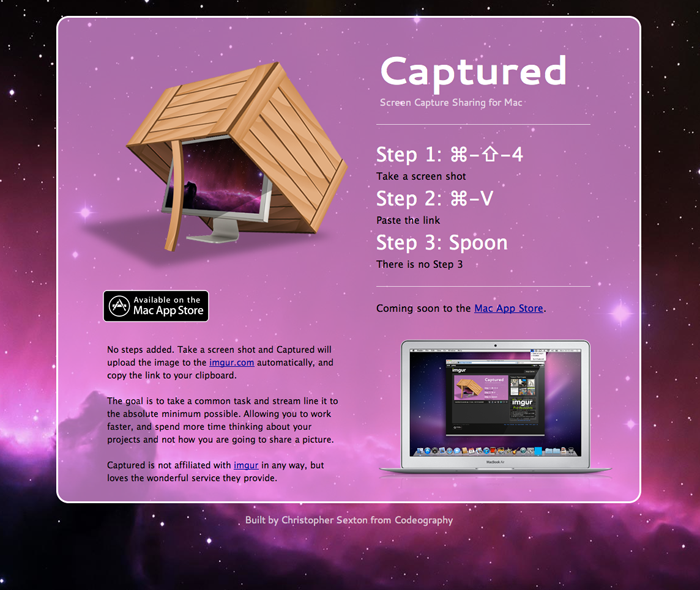 Captured
Screen Capture Sharing for Mac
Step 1: ⌘-⇧-4
Take a screen shot
Step 2: ⌘-V
Paste the link
Step 3: Spoon
There is no Step 3
Coming soon to the Mac App Store.
Available on the
Mac App Store
No steps added. Take a screen shot and Captured will
upload the image to the imgur.com automatically, and
copy the link to your clipboard.
The goal is to take a common task and stream line it to
the absolute minimum possible. Allowing you to work
faster, and spend more time thinking about your
projects and not how you are going to share a picture.
Captured is not affiliated with imgur in any way, but
loves the wonderful service they provide.
imgur
Captured
imgur
MacBook Air
Built by Christopher Sexton from Codeography